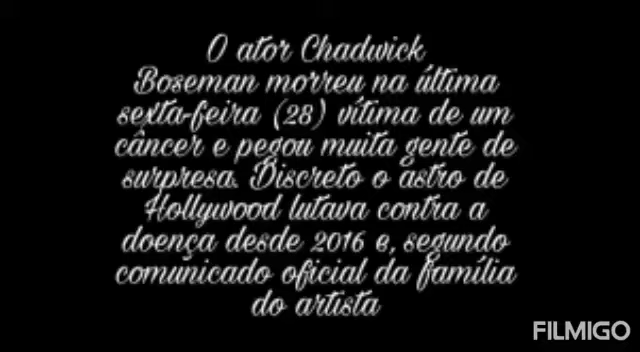 O ator Chadwick
Boseman morreu na última
sexta-feira (28) vítima de um
câncer e pegou muita gente de
surpresa. Discreto o astro de
Hollywood lutava contra a
doença desde 2016 e, segundo
comunicado oficial da família
do artista
FILMIGO